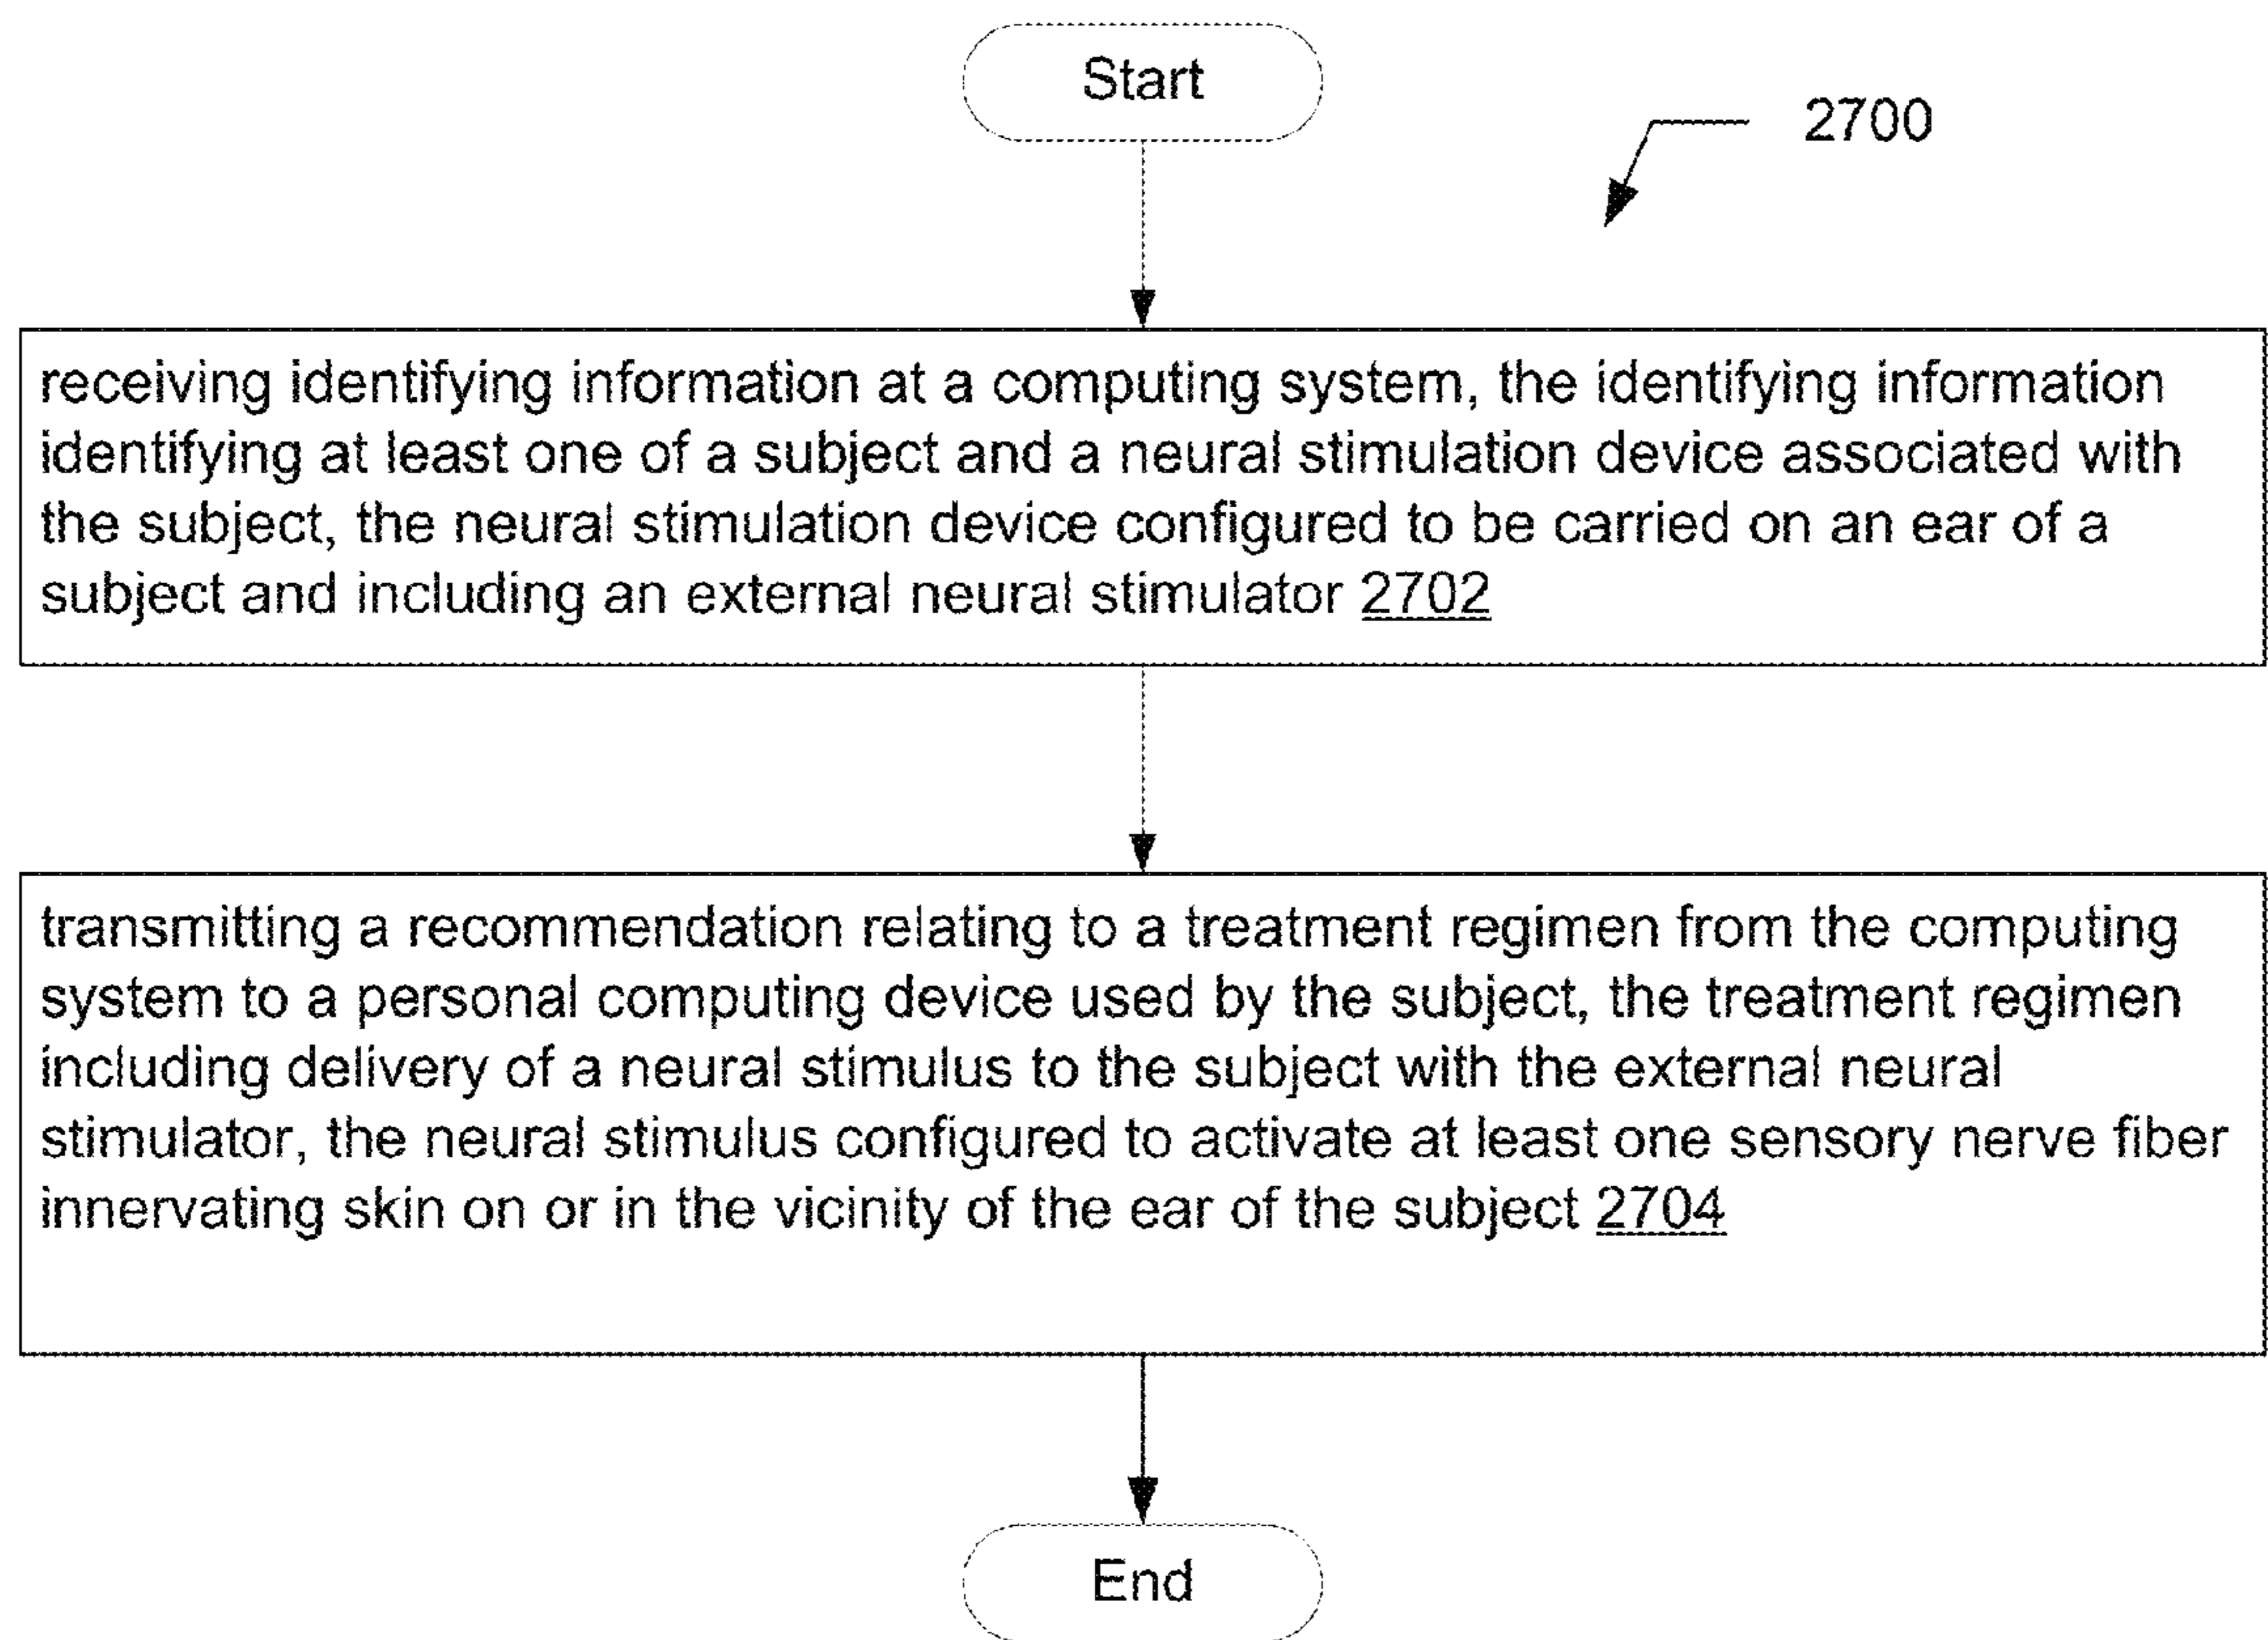 Start
2700
receiving identifying information at a computing system, the identifying information
identifying at least one of a subject and a neural stimulation device associated with
the subject, the neural stimulation device configured to be carried on an ear of a
subject and including an external neural stimulator 2702
transmitting a recommendation relating to a treatment regimen from the computing
system to a personal computing device used by the subject, the treatment regimen
including delivery of a neural stimulus to the subject with the external neural
stimulator, the neural stimulus configured to activate at least one sensory nerve fiber
innervating skin on or in the vicinity of the ear of the subject 2704
End